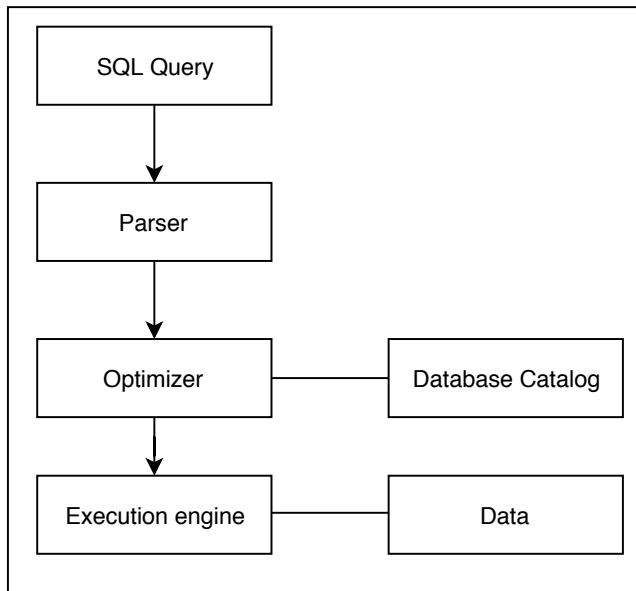 SQL Query
Parser
Optimizer
Database Catalog
Execution engine
Data